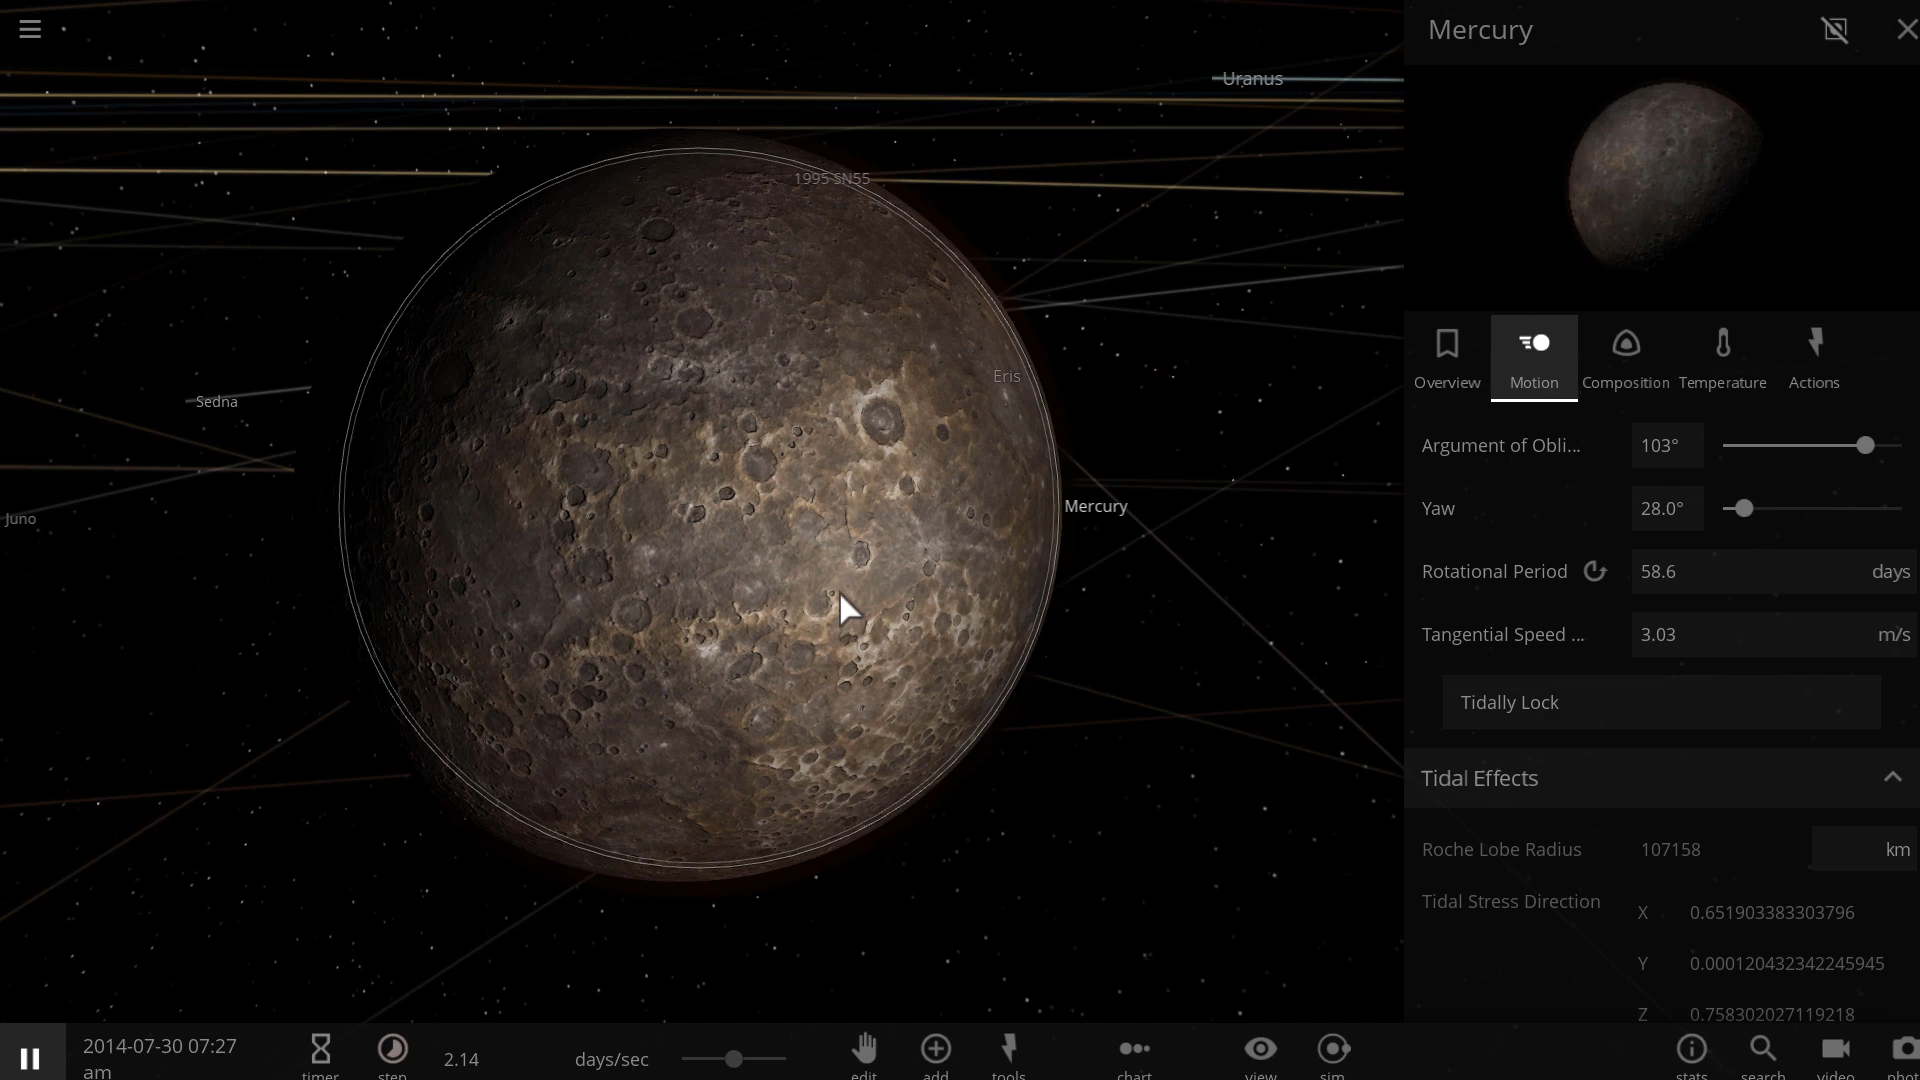 Mercury
Uranus
1995 SN55
Eris
Sedna
Juno
Mercury
Overview
Motion
Composition
Temperature
Actions
Argument of Obli... 103°
Yaw 28.0°
Rotational Period 58.6 days
Tangential Speed ... 3.03 m/s
Tidally Lock
Tidal Effects
Roche Lobe Radius 107158 km
Tidal Stress Direction X 0.651903383303796
Y 0.000120432342245945
Z 0.758302027119218
2014-07-30 07:27
am
timer
step
2.14 days/sec
edit
add
tools
chart
view
sim
stats
search
video
phot